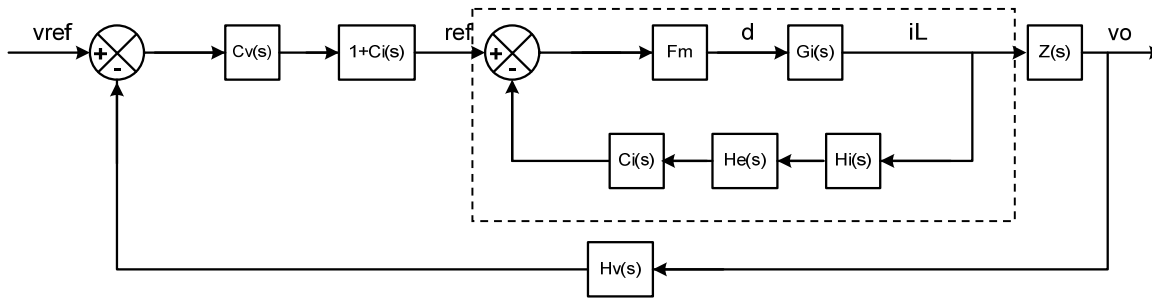 vref
+
-
Cv(s)
1+Ci(s)
ref
+
-
Fm
d
Gi(s)
iL
Z(s)
vo
Ci(s)
He(s)
Hi(s)
Hv(s)